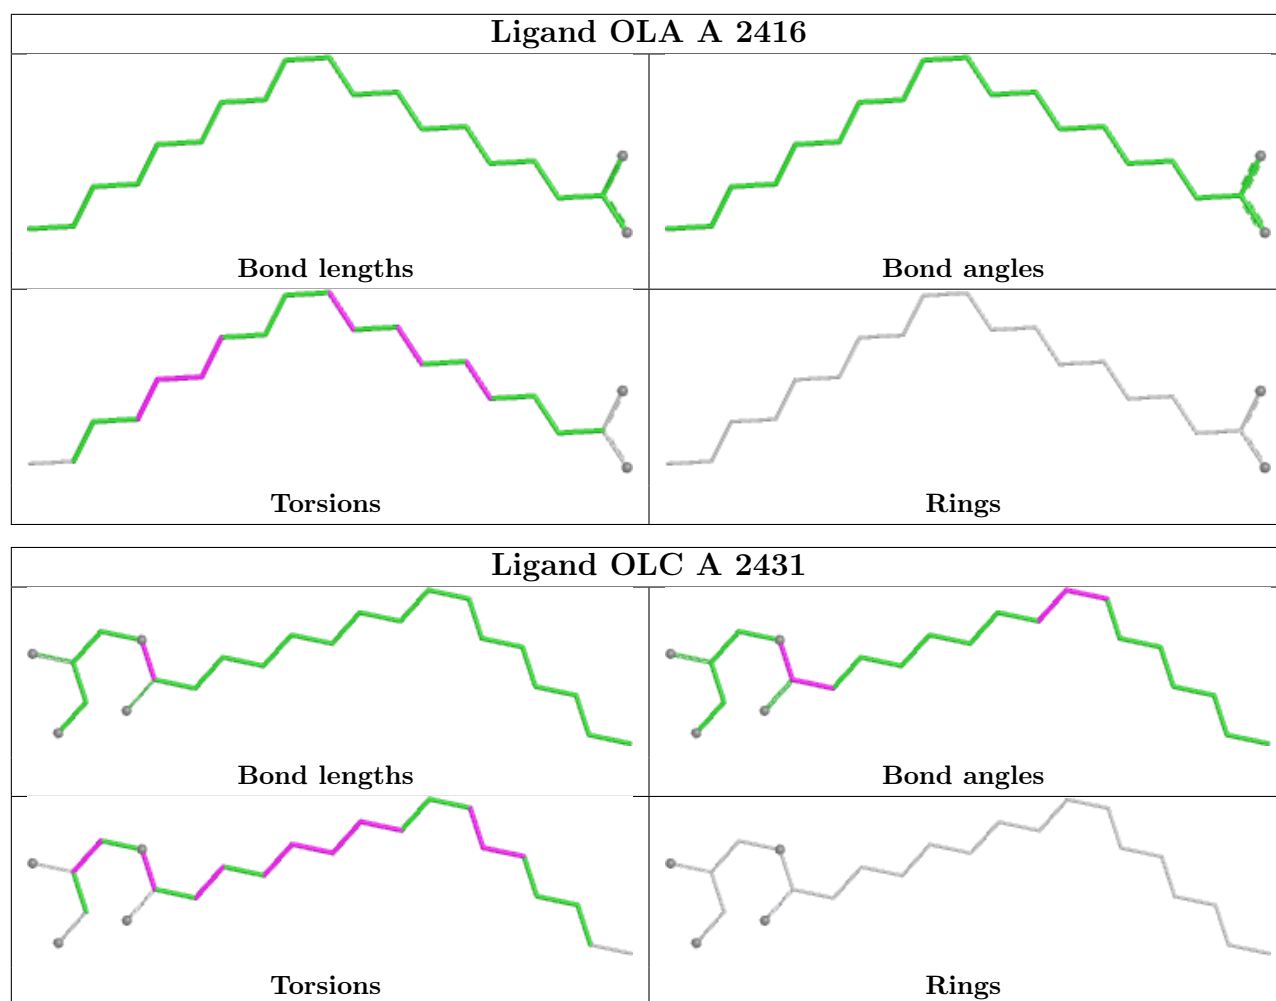 Ligand OLA A 2416
Bond lengths
Bond angles
Torsions
Rings
Ligand OLC A 2431
Bond lengths
Bond angles
Torsions
Rings